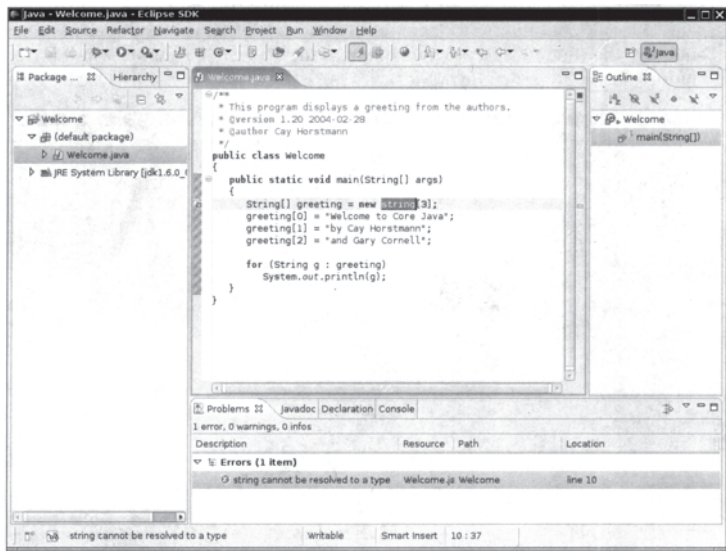 Java - Welcome.java - Eclipse SDK
File Edit Source Refactor Navigate Search Project Run Window Help
Java
Package ... Hierarchy
Welcome
(default package)
Welcome.java
JRE System Library [jdk1.6.0_
Welcome.java
/**
* This program displays a greeting from the authors.
* @version 1.20 2004-02-28
* @author Cay Horstmann
*/
public class Welcome
{
public static void main(String[] args)
{
String[] greeting = new string[3];
greeting[0] = "Welcome to Core Java";
greeting[1] = "by Cay Horstmann";
greeting[2] = "and Gary Cornell";
for (String g : greeting)
System.out.println(g);
}
}
Outline
Welcome
main(String[])
Problems Javadoc Declaration Console
1 error, 0 warnings, 0 infos
Description Resource Path Location
Errors (1 item)
string cannot be resolved to a type Welcome.ja Welcome line 10
string cannot be resolved to a type Writable Smart Insert 10 : 37